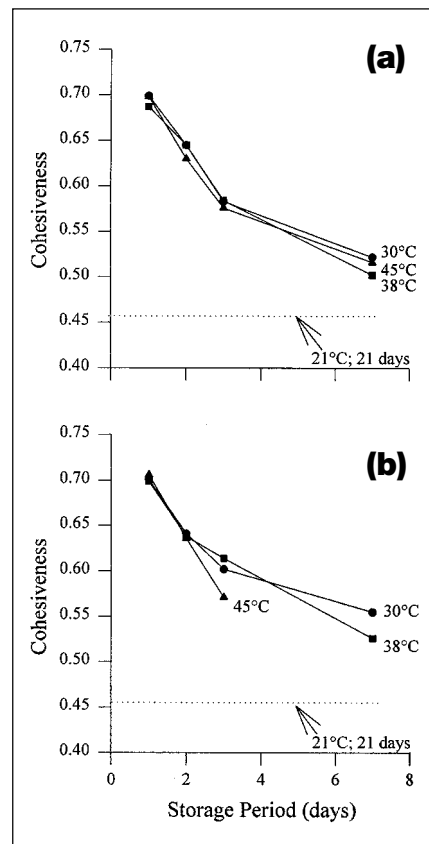 (a)
0.75
0.70
0.65
0.60
0.55
0.50
0.45
0.40
Cohesiveness
30°C
45°C
38°C
21°C; 21 days
(b)
0.75
0.70
0.65
0.60
0.55
0.50
0.45
0.40
Cohesiveness
45°C
30°C
38°C
21°C; 21 days
0 2 4 6 8
Storage Period (days)